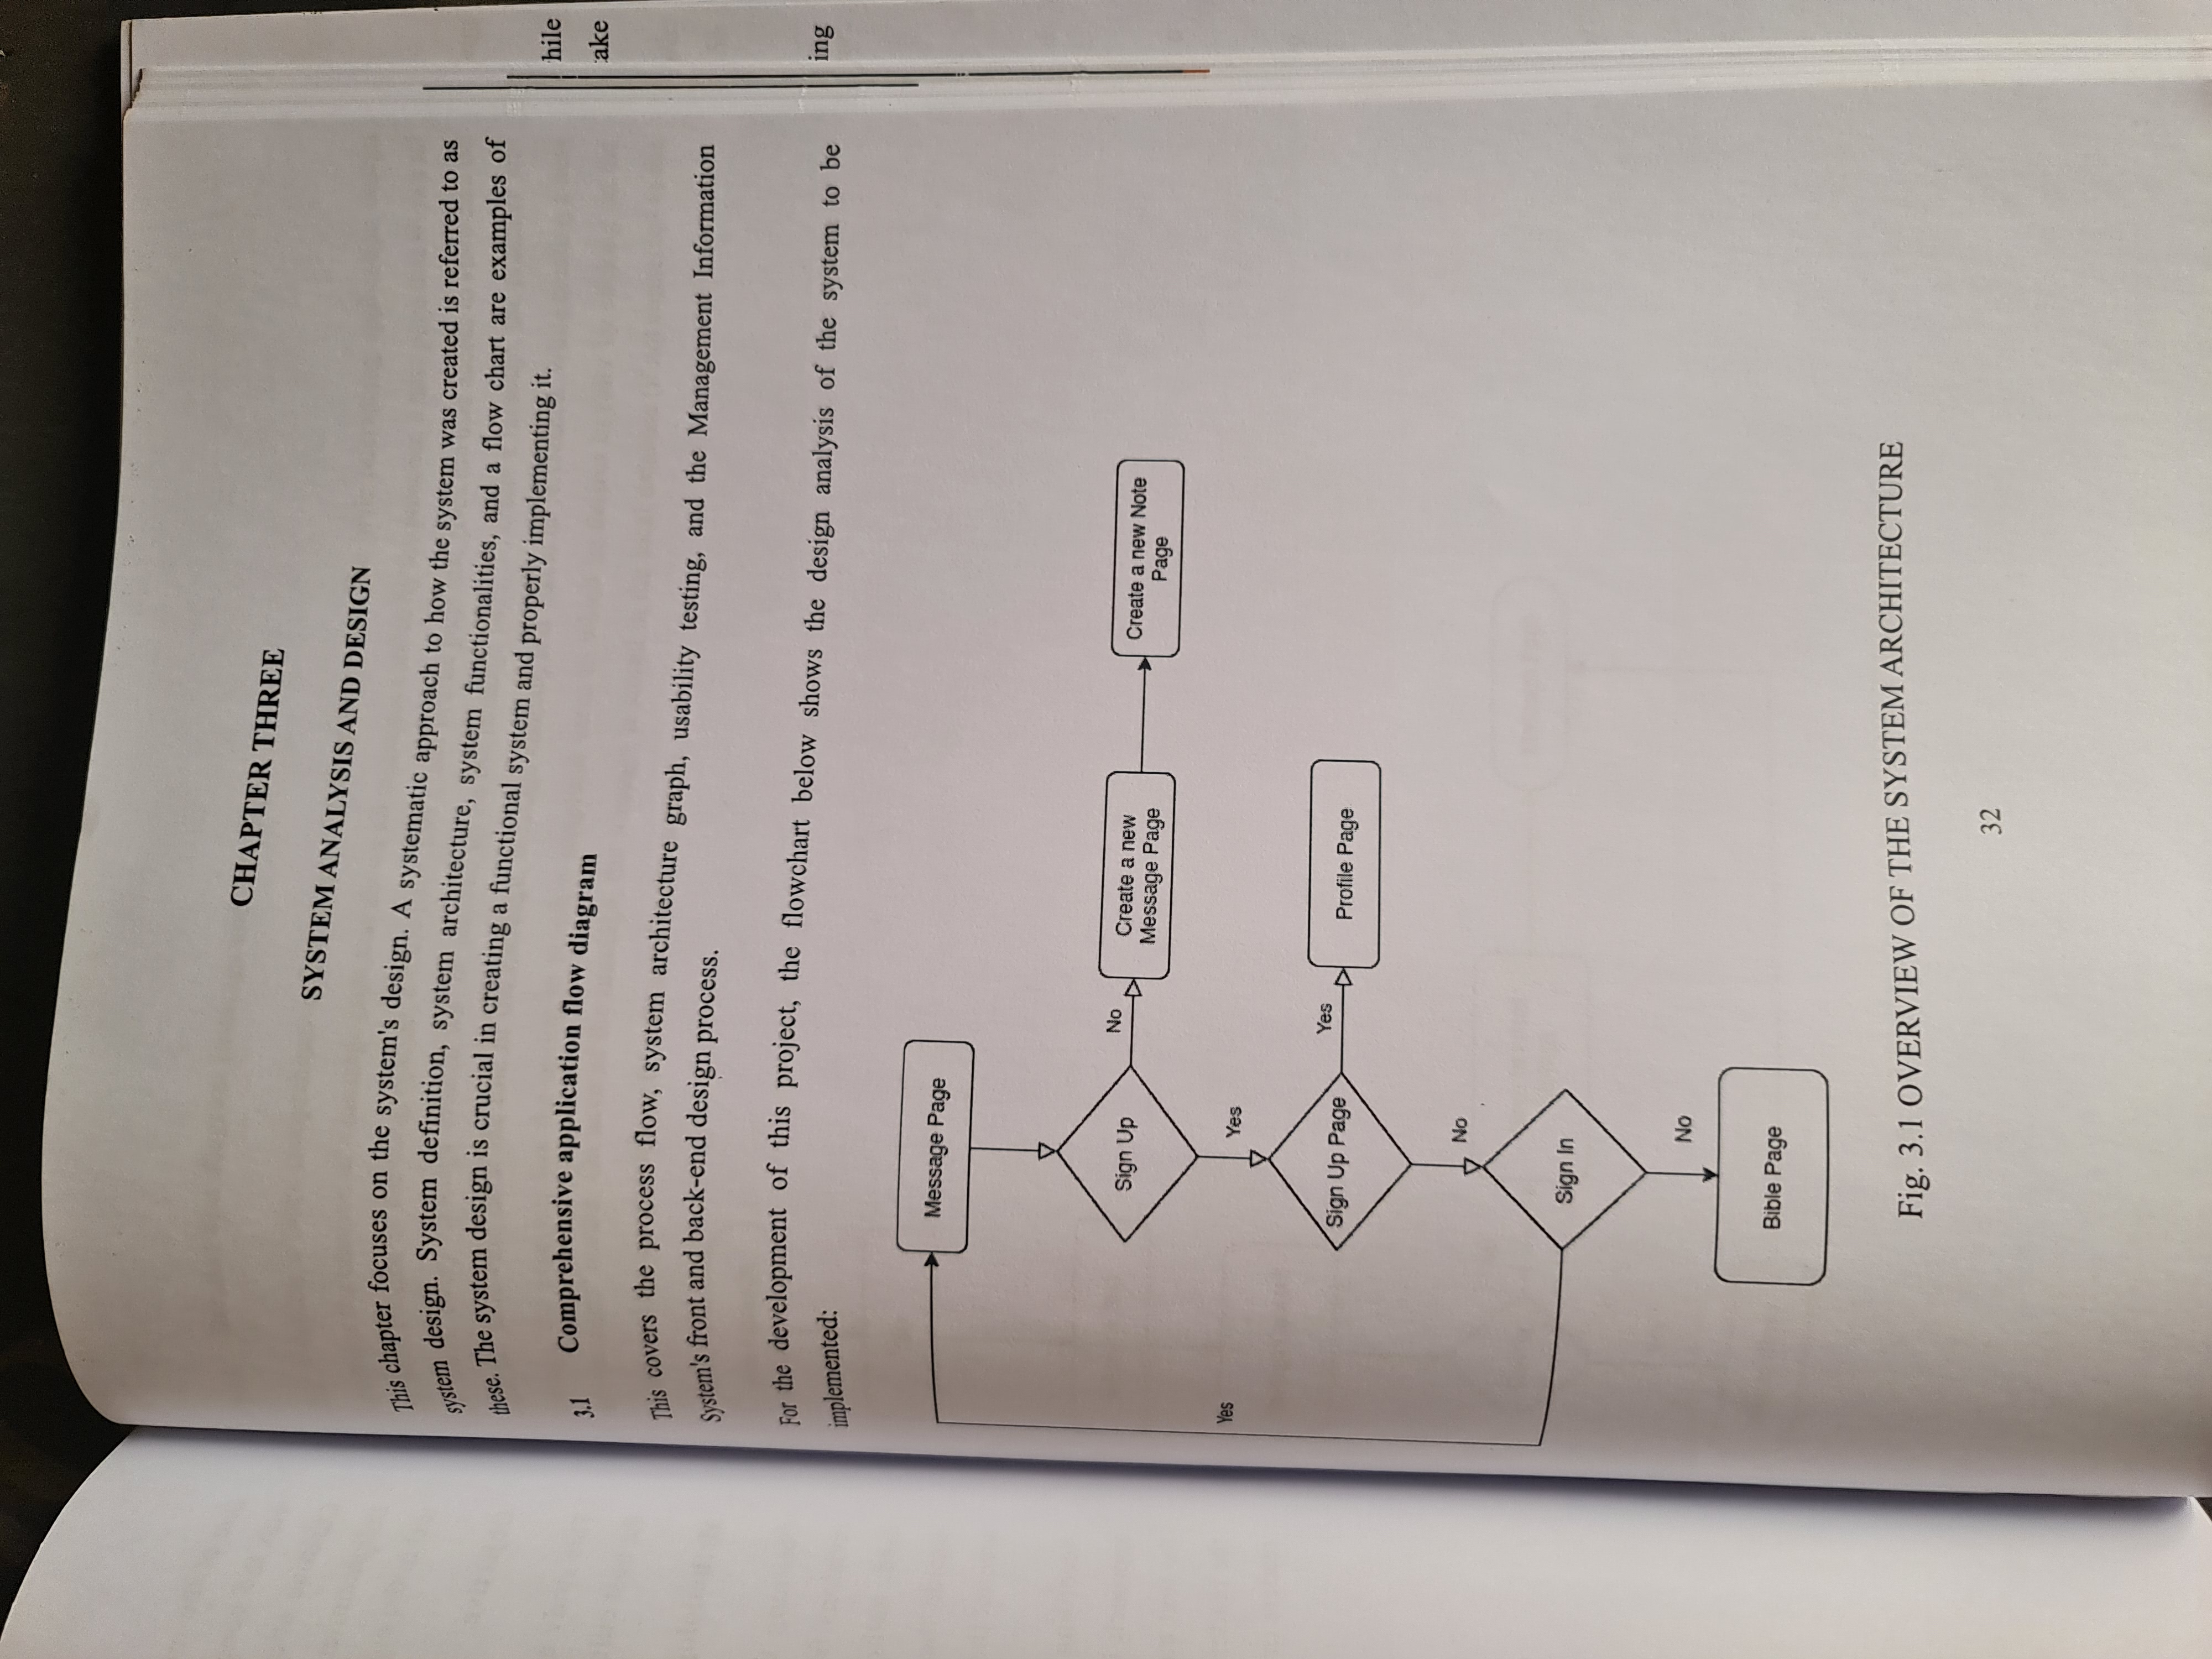 CHAPTER THREE
SYSTEM ANALYSIS AND DESIGN
This chapter focuses on the system's design. A systematic approach to how the system was created is referred to as
system design. System definition, system architecture, system functionalities, and a flow chart are examples of
these. The system design is crucial in creating a functional system and properly implementing it.
3.1 Comprehensive application flow diagram
This covers the process flow, system architecture graph, usability testing, and the Management Information
System's front and back-end design process.
For the development of this project, the flowchart below shows the design analysis of the system to be
implemented:
Message Page
Sign Up
No
Create a new
Message Page
Create a new Note
Page
Yes
Yes
Sign Up Page
Yes
Profile Page
No
Sign In
No
Bible Page
Fig. 3.1 OVERVIEW OF THE SYSTEM ARCHITECTURE
32
hile
ake
ing